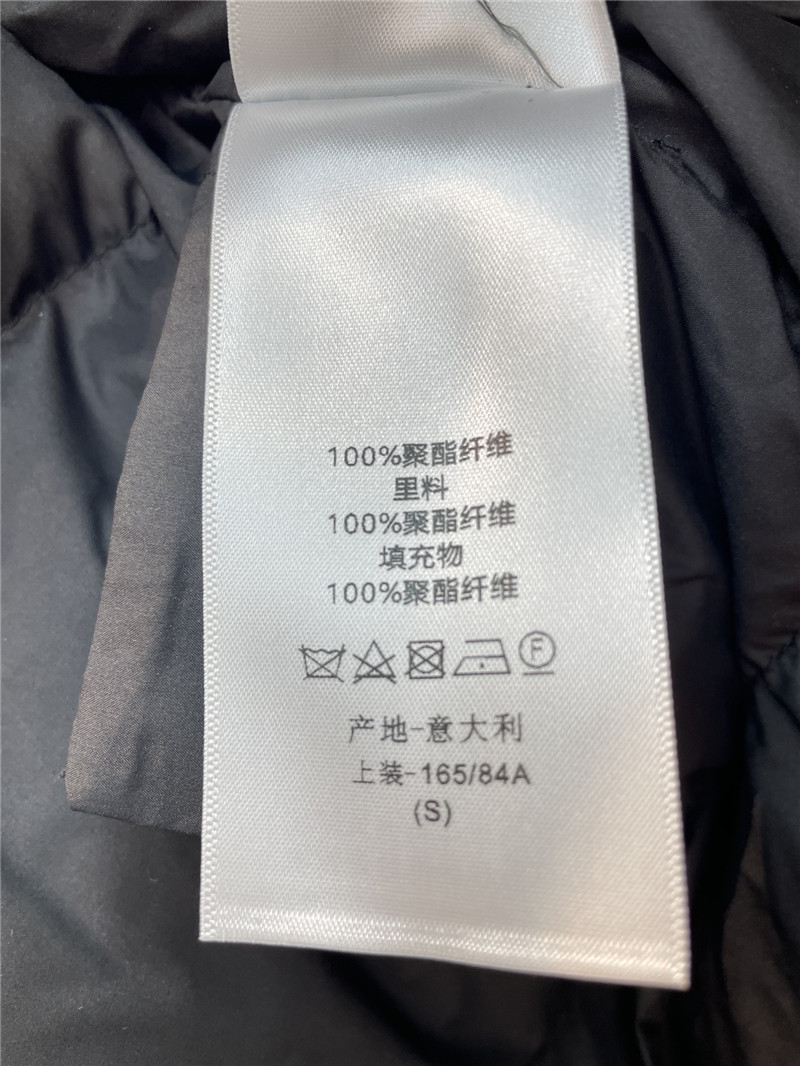 100%聚酯纤维
里料
100%聚酯纤维
填充物
100%聚酯纤维
F
产地-意大利
上装-165/84A
(S)